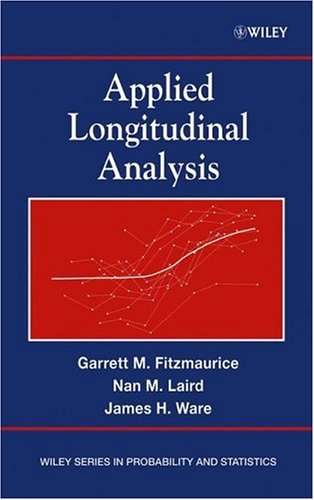 WILEY
Applied
Longitudinal
Analysis
Garrett M. Fitzmaurice
Nan M. Laird
James H. Ware
WILEY SERIES IN PROBABILITY AND STATISTICS